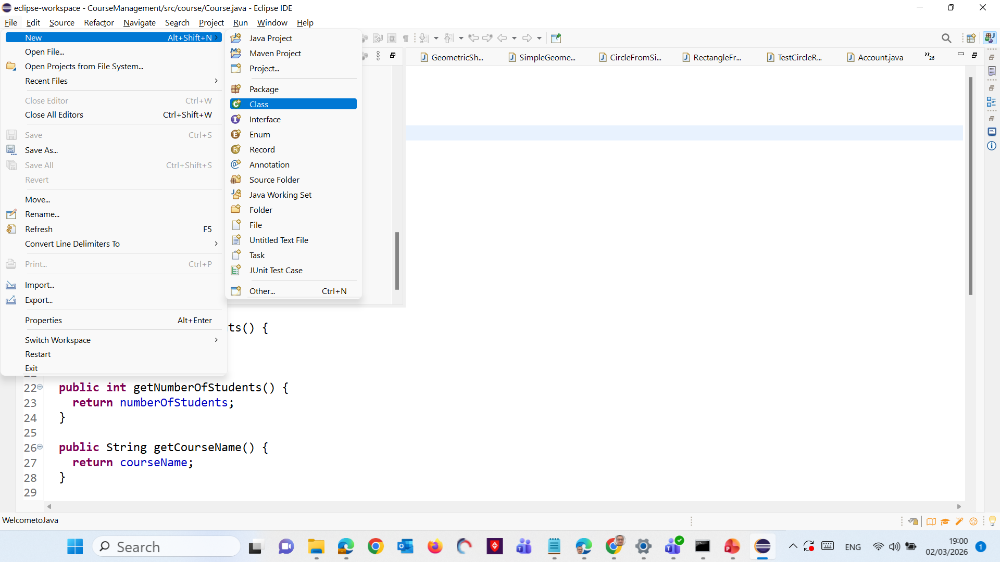 eclipse-workspace - CourseManagement/src/course/Course.java - Eclipse IDE
File Edit Source Refactor Navigate Search Project Run Window Help
New Alt+Shift+N
Open File...
Open Projects from File System...
Recent Files
Close Editor Ctrl+W
Close All Editors Ctrl+Shift+W
Save Ctrl+S
Save As...
Save All Ctrl+Shift+S
Revert
Move...
Rename...
Refresh F5
Convert Line Delimiters To
Print... Ctrl+P
Import...
Export...
Properties Alt+Enter
Switch Workspace
Restart
Exit
Java Project
Maven Project
Project...
Package
Class
Interface
Enum
Record
Annotation
Source Folder
Java Working Set
Folder
File
Untitled Text File
Task
JUnit Test Case
Other... Ctrl+N
GeometricSh... SimpleGeome... CircleFromSi... RectangleFr... TestCircleR... Account.java »26
ts() {
22 public int getNumberOfStudents() {
23 return numberOfStudents;
24 }
25
26 public String getCourseName() {
27 return courseName;
28 }
29
WelcometoJava
Search
ENG
19:00
02/03/2026
1